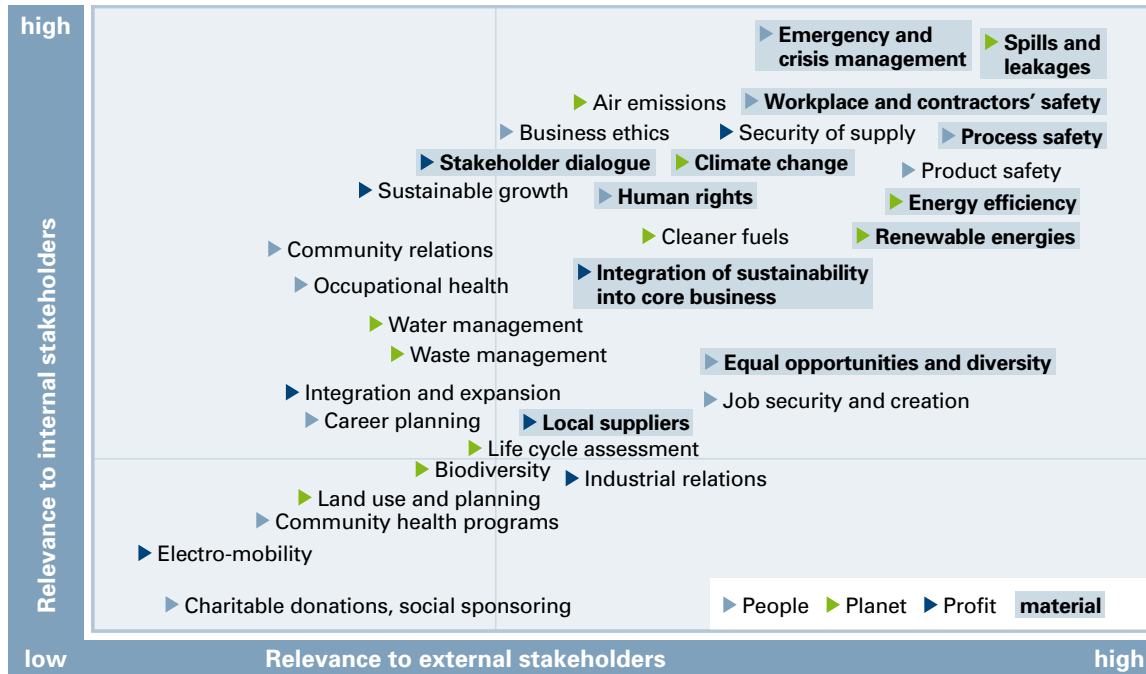 high
Emergency and
crisis management
Spills and
leakages
Air emissions
Workplace and contractors’ safety
Business ethics
Security of supply
Process safety
Stakeholder dialogue
Climate change
Product safety
Sustainable growth
Human rights
Energy efficiency
Cleaner fuels
Renewable energies
Community relations
Integration of sustainability
into core business
Occupational health
Water management
Waste management
Equal opportunities and diversity
Integration and expansion
Job security and creation
Career planning
Local suppliers
Life cycle assessment
Biodiversity
Industrial relations
Land use and planning
Community health programs
Electro-mobility
Charitable donations, social sponsoring
People
Planet
Profit
material
Relevance to internal stakeholders
low
Relevance to external stakeholders
high